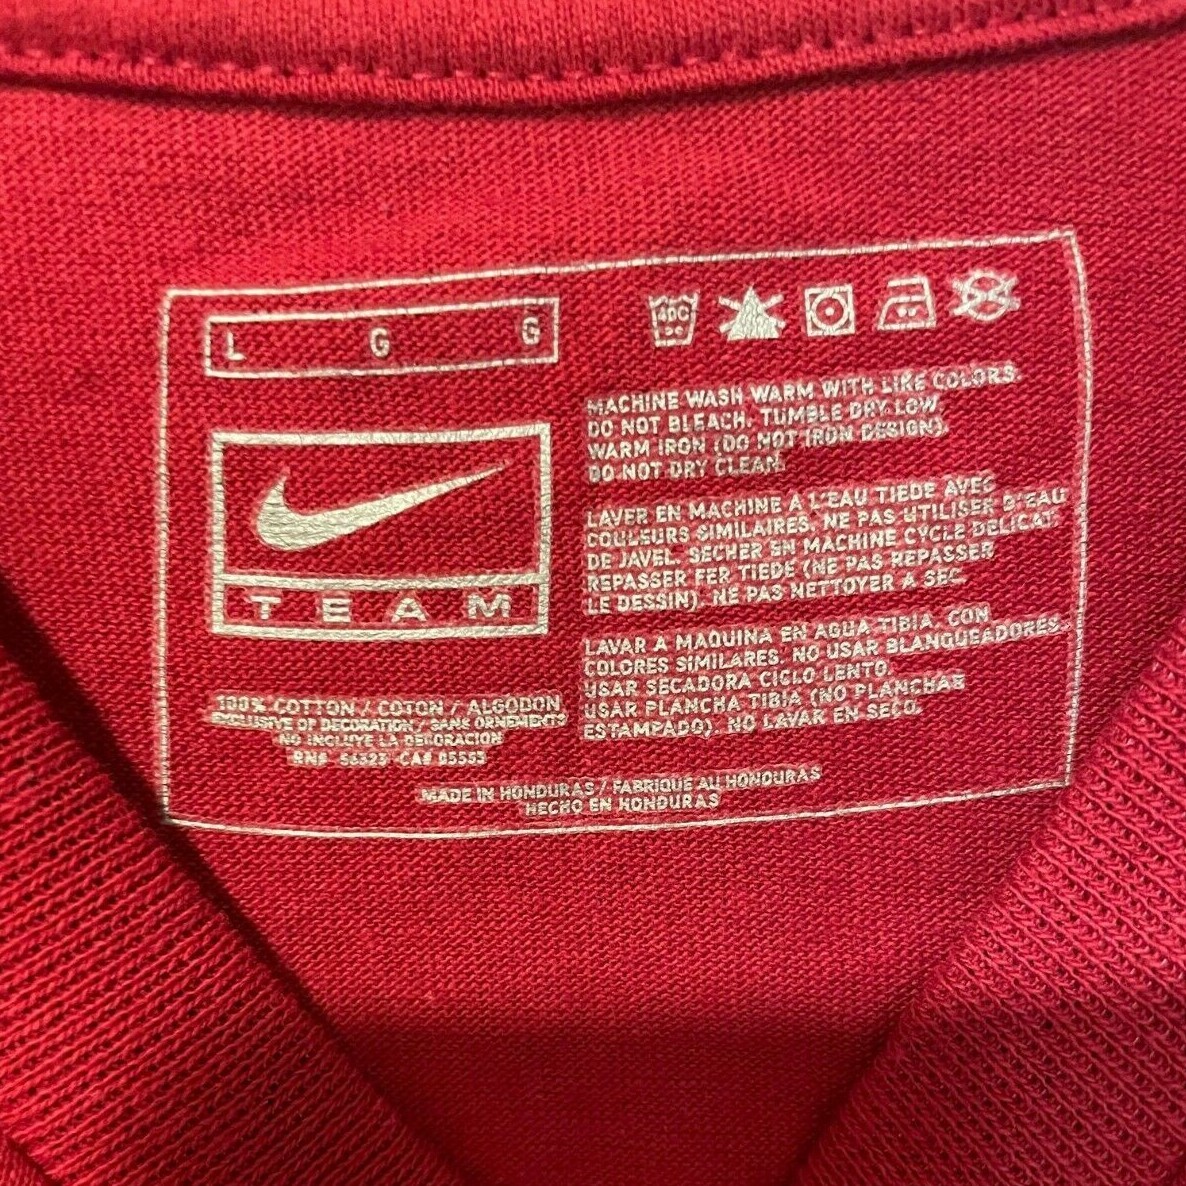 L G G
40C
TEAM
100% COTTON / COTON / ALGODON
EXCLUSIVE OF DECORATION / SANS ORNEMENTS
NO INCLUYE LA DECORACION
RN# 56323 CA# 05553
MACHINE WASH WARM WITH LIKE COLORS.
DO NOT BLEACH. TUMBLE DRY LOW
WARM IRON (DO NOT IRON DESIGN).
DO NOT DRY CLEAN.
LAVER EN MACHINE A L'EAU TIEDE AVEC
COULEURS SIMILAIRES. NE PAS UTILISER D'EAU
DE JAVEL. SECHER EN MACHINE CYCLE DELICAT
REPASSER FER TIEDE (NE PAS REPASSER
LE DESSIN). NE PAS NETTOYER A SEC.
LAVAR A MAQUINA EN AGUA TIBIA. CON
COLORES SIMILARES. NO USAR BLANQUEADORES.
USAR SECADORA CICLO LENTO.
USAR PLANCHA TIBIA (NO PLANCHAR
ESTAMPADO). NO LAVAR EN SECO.
MADE IN HONDURAS / FABRIQUE AU HONDURAS
HECHO EN HONDURAS